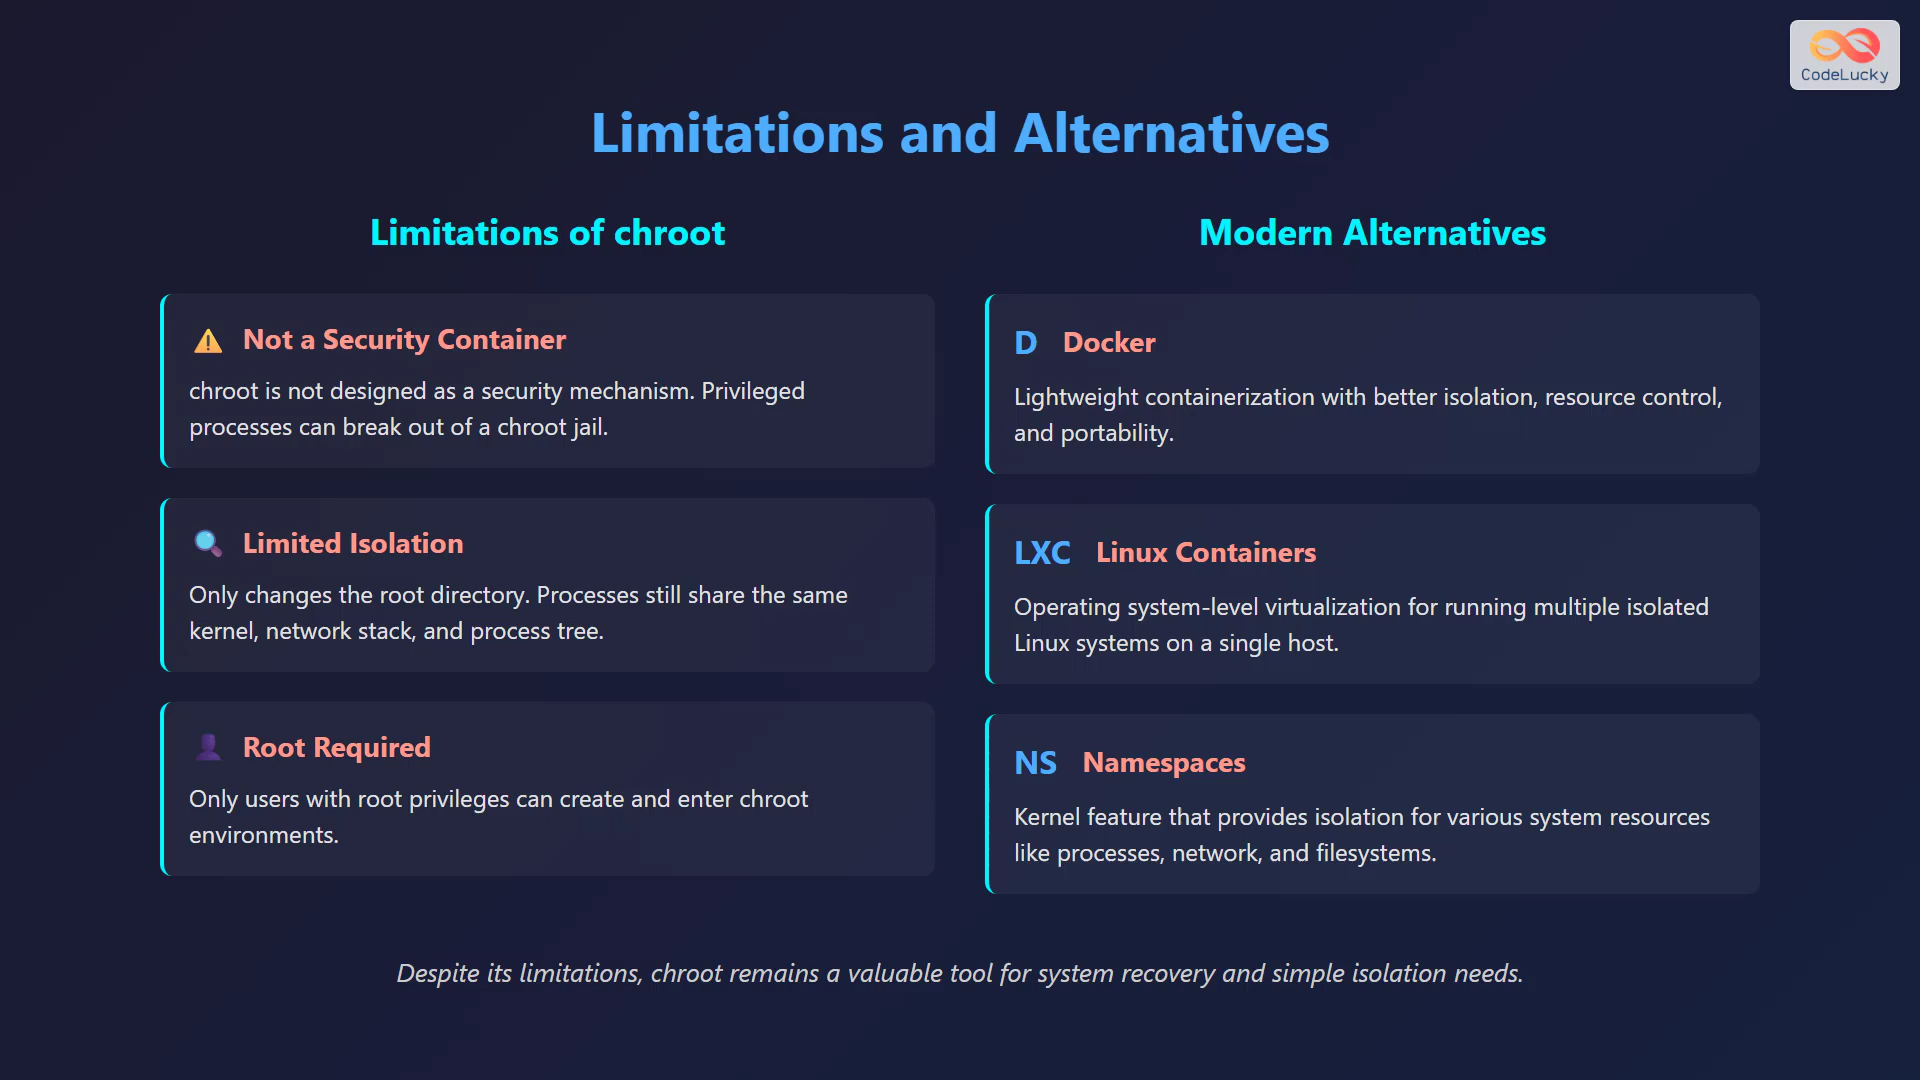 CodeLucky
Limitations and Alternatives
Limitations of chroot
Not a Security Container
chroot is not designed as a security mechanism. Privileged
processes can break out of a chroot jail.
Limited Isolation
Only changes the root directory. Processes still share the same
kernel, network stack, and process tree.
Root Required
Only users with root privileges can create and enter chroot
environments.
Modern Alternatives
D Docker
Lightweight containerization with better isolation, resource control,
and portability.
LXC Linux Containers
Operating system-level virtualization for running multiple isolated
Linux systems on a single host.
NS Namespaces
Kernel feature that provides isolation for various system resources
like processes, network, and filesystems.
Despite its limitations, chroot remains a valuable tool for system recovery and simple isolation needs.